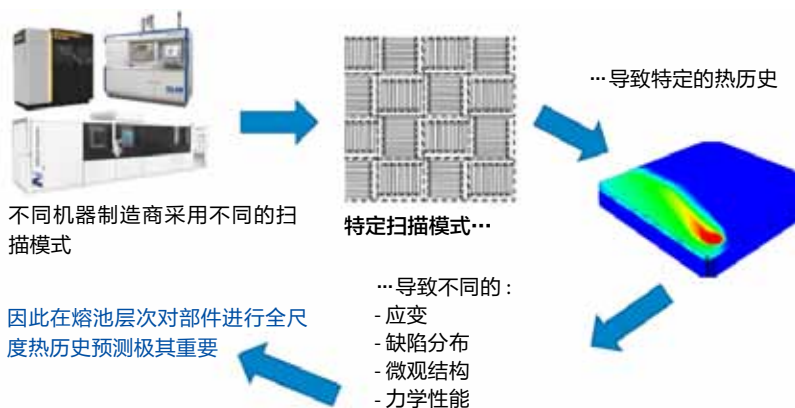 …导致特定的热历史
不同机器制造商采用不同的扫
描模式
特定扫描模式…
…导致不同的：
- 应变
- 缺陷分布
- 微观结构
- 力学性能
因此在熔池层次对部件进行全尺
度热历史预测极其重要